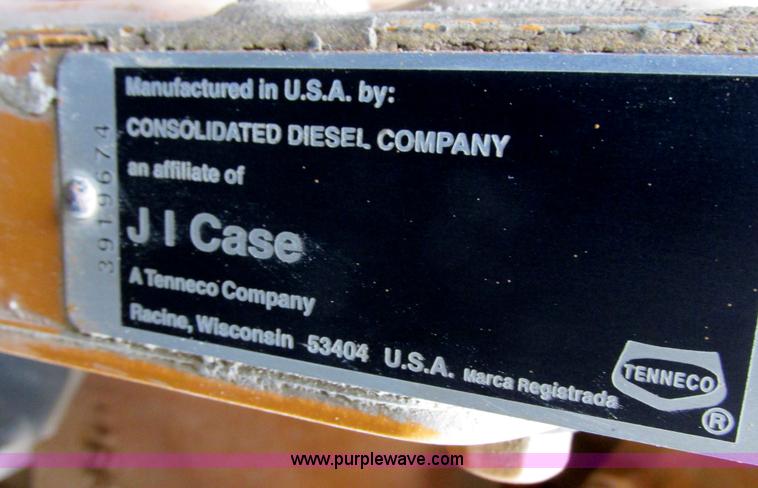 Manufactured in U.S.A. by:
CONSOLIDATED DIESEL COMPANY
an affiliate of
J I Case
A Tenneco Company
Racine, Wisconsin 53404 U.S.A. Marca Registrada
TENNECO
®
3919674
www.purplewave.com